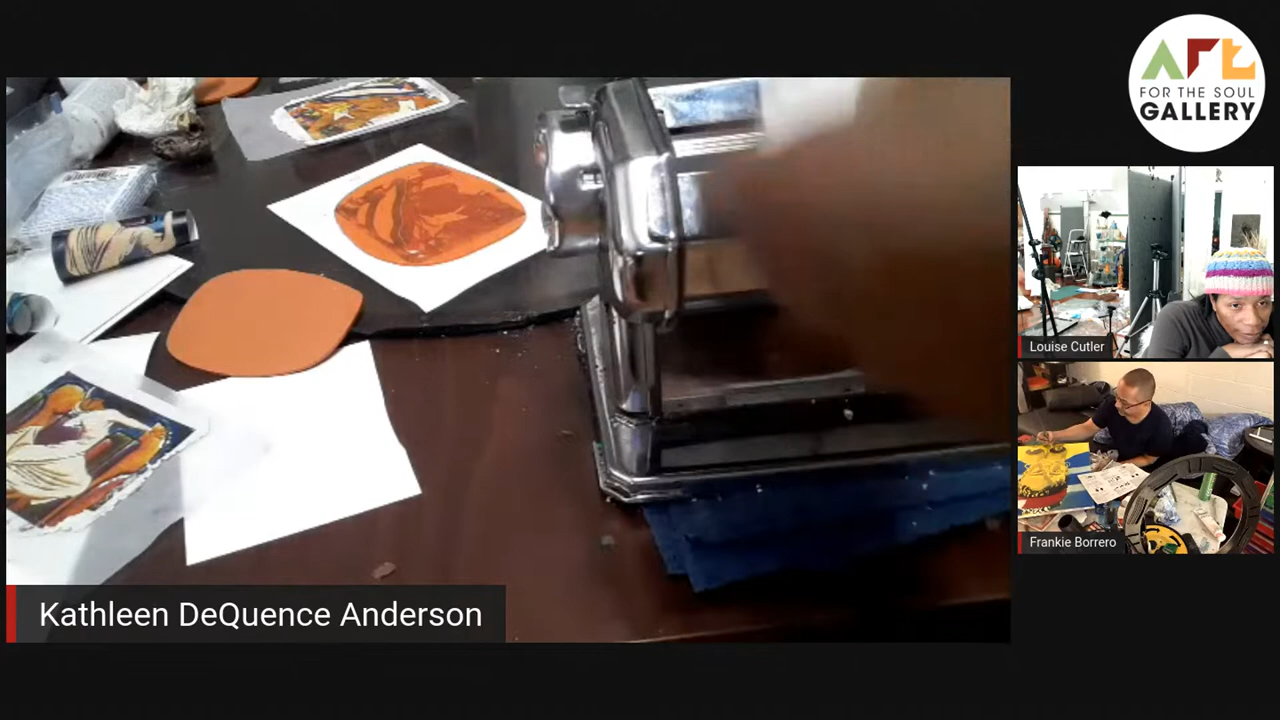 ArT
FOR THE SOUL
GALLERY
Louise Cutler
Frankie Borrero
Kathleen DeQuence Anderson